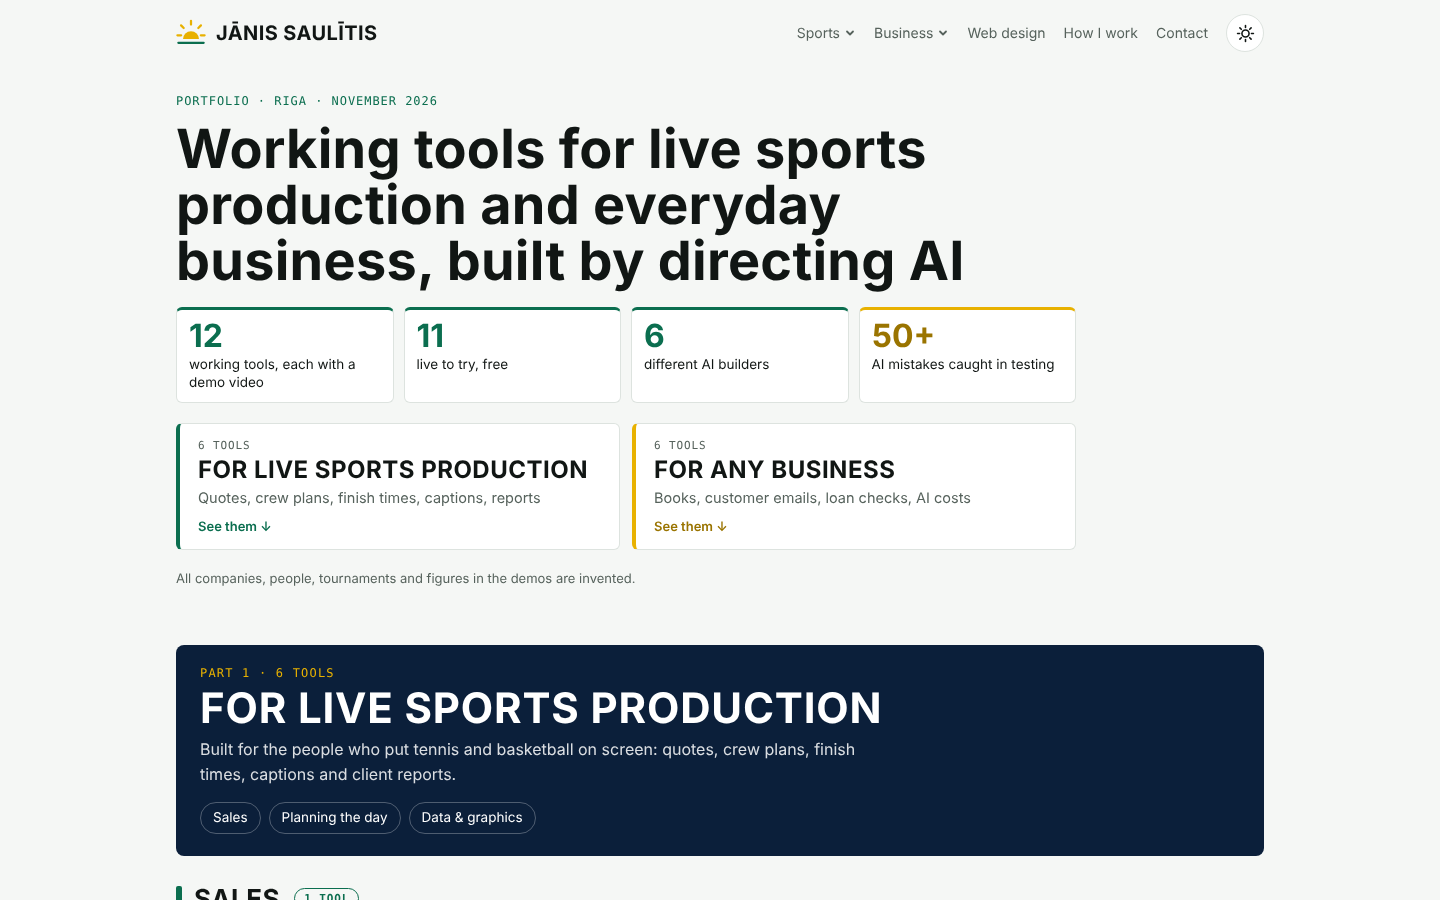 JĀNIS SAULĪTIS
Sports
Business
Web design
How I work
Contact
PORTFOLIO · RIGA · NOVEMBER 2026
Working tools for live sports
production and everyday
business, built by directing AI
12
working tools, each with a
demo video
11
live to try, free
6
different AI builders
50+
AI mistakes caught in testing
6 TOOLS
FOR LIVE SPORTS PRODUCTION
Quotes, crew plans, finish times, captions, reports
See them ↓
6 TOOLS
FOR ANY BUSINESS
Books, customer emails, loan checks, AI costs
See them ↓
All companies, people, tournaments and figures in the demos are invented.
PART 1 · 6 TOOLS
FOR LIVE SPORTS PRODUCTION
Built for the people who put tennis and basketball on screen: quotes, crew plans, finish
times, captions and client reports.
Sales
Planning the day
Data & graphics
SALES
1 TOOL